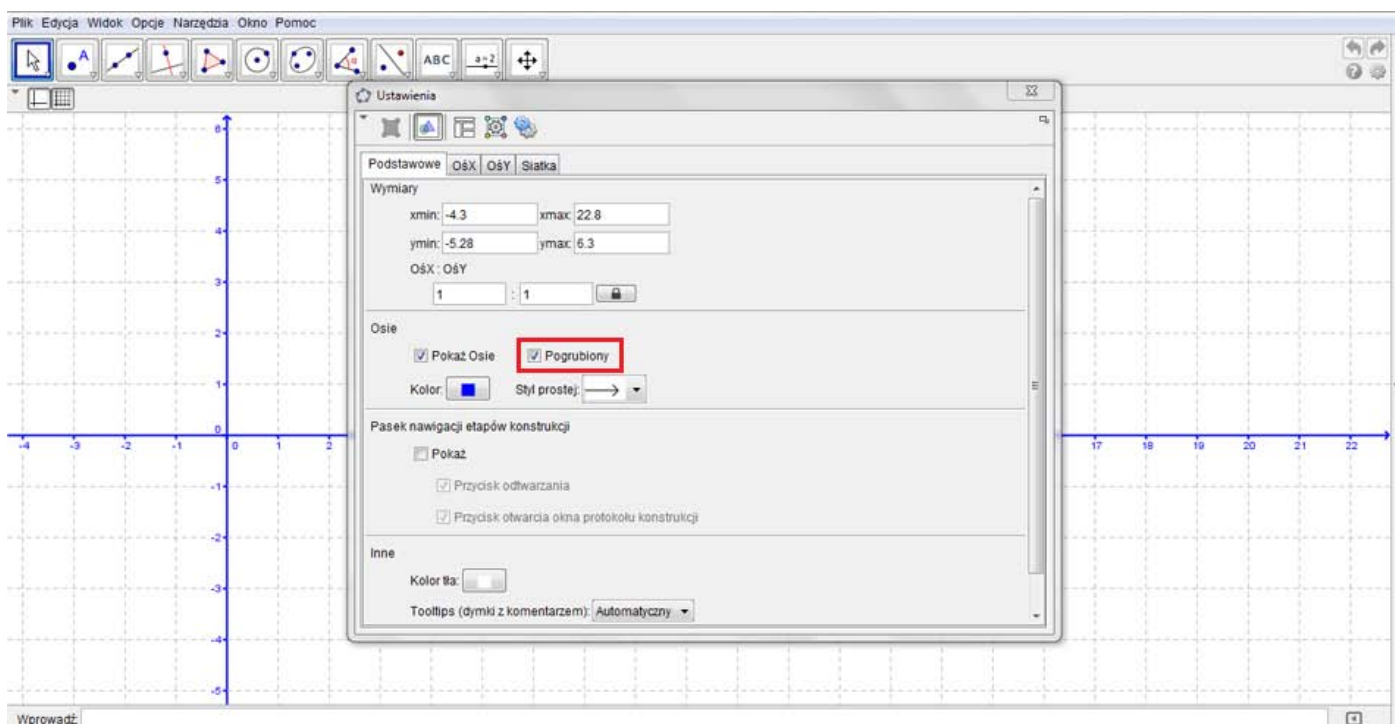 Plik Edycja Widok Opcje Narzędzia Okno Pomoc
A α ABC a=2
Ustawienia
Podstawowe OśX OśY Siatka
Wymiary
xmin: -4.3 xmax: 22.8
ymin: -5.28 ymax: 6.3
OśX : OśY
1 : 1
Osie
Pokaż Osie Pogrubiony
Kolor: Styl prostej:
Pasek nawigacji etapów konstrukcji
Pokaż
Przycisk odtwarzania
Przycisk otwarcia okna protokołu konstrukcji
Inne
Kolor tła:
Tooltips (dymki z komentarzem): Automatyczny
6
5
4
3
2
1
0
-4 -3 -2 -1 0 1 2 17 18 19 20 21 22
-1
-2
-3
-4
-5
Wprowadź: